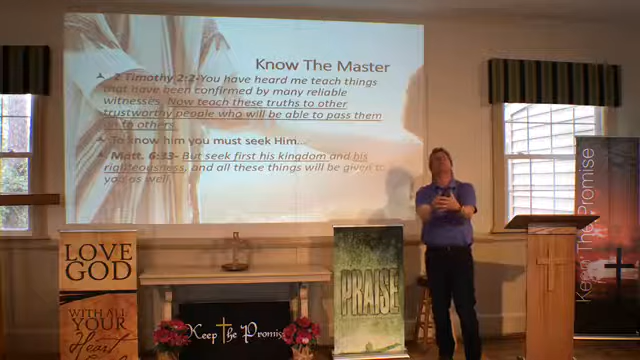 Know The Master
2 Timothy 2:2-You have heard me teach things
that have been confirmed by many reliable
witnesses. Now teach these truths to other
trustworthy people who will be able to pass them
on to others.
To know him you must seek Him...
Matt. 6:33- But seek first his kingdom and his
righteousness, and all these things will be given to
you as well.
LOVE
GOD
WITH ALL
YOUR
Heart
PRAISE
Keep the Promise
Keepin' The Promise